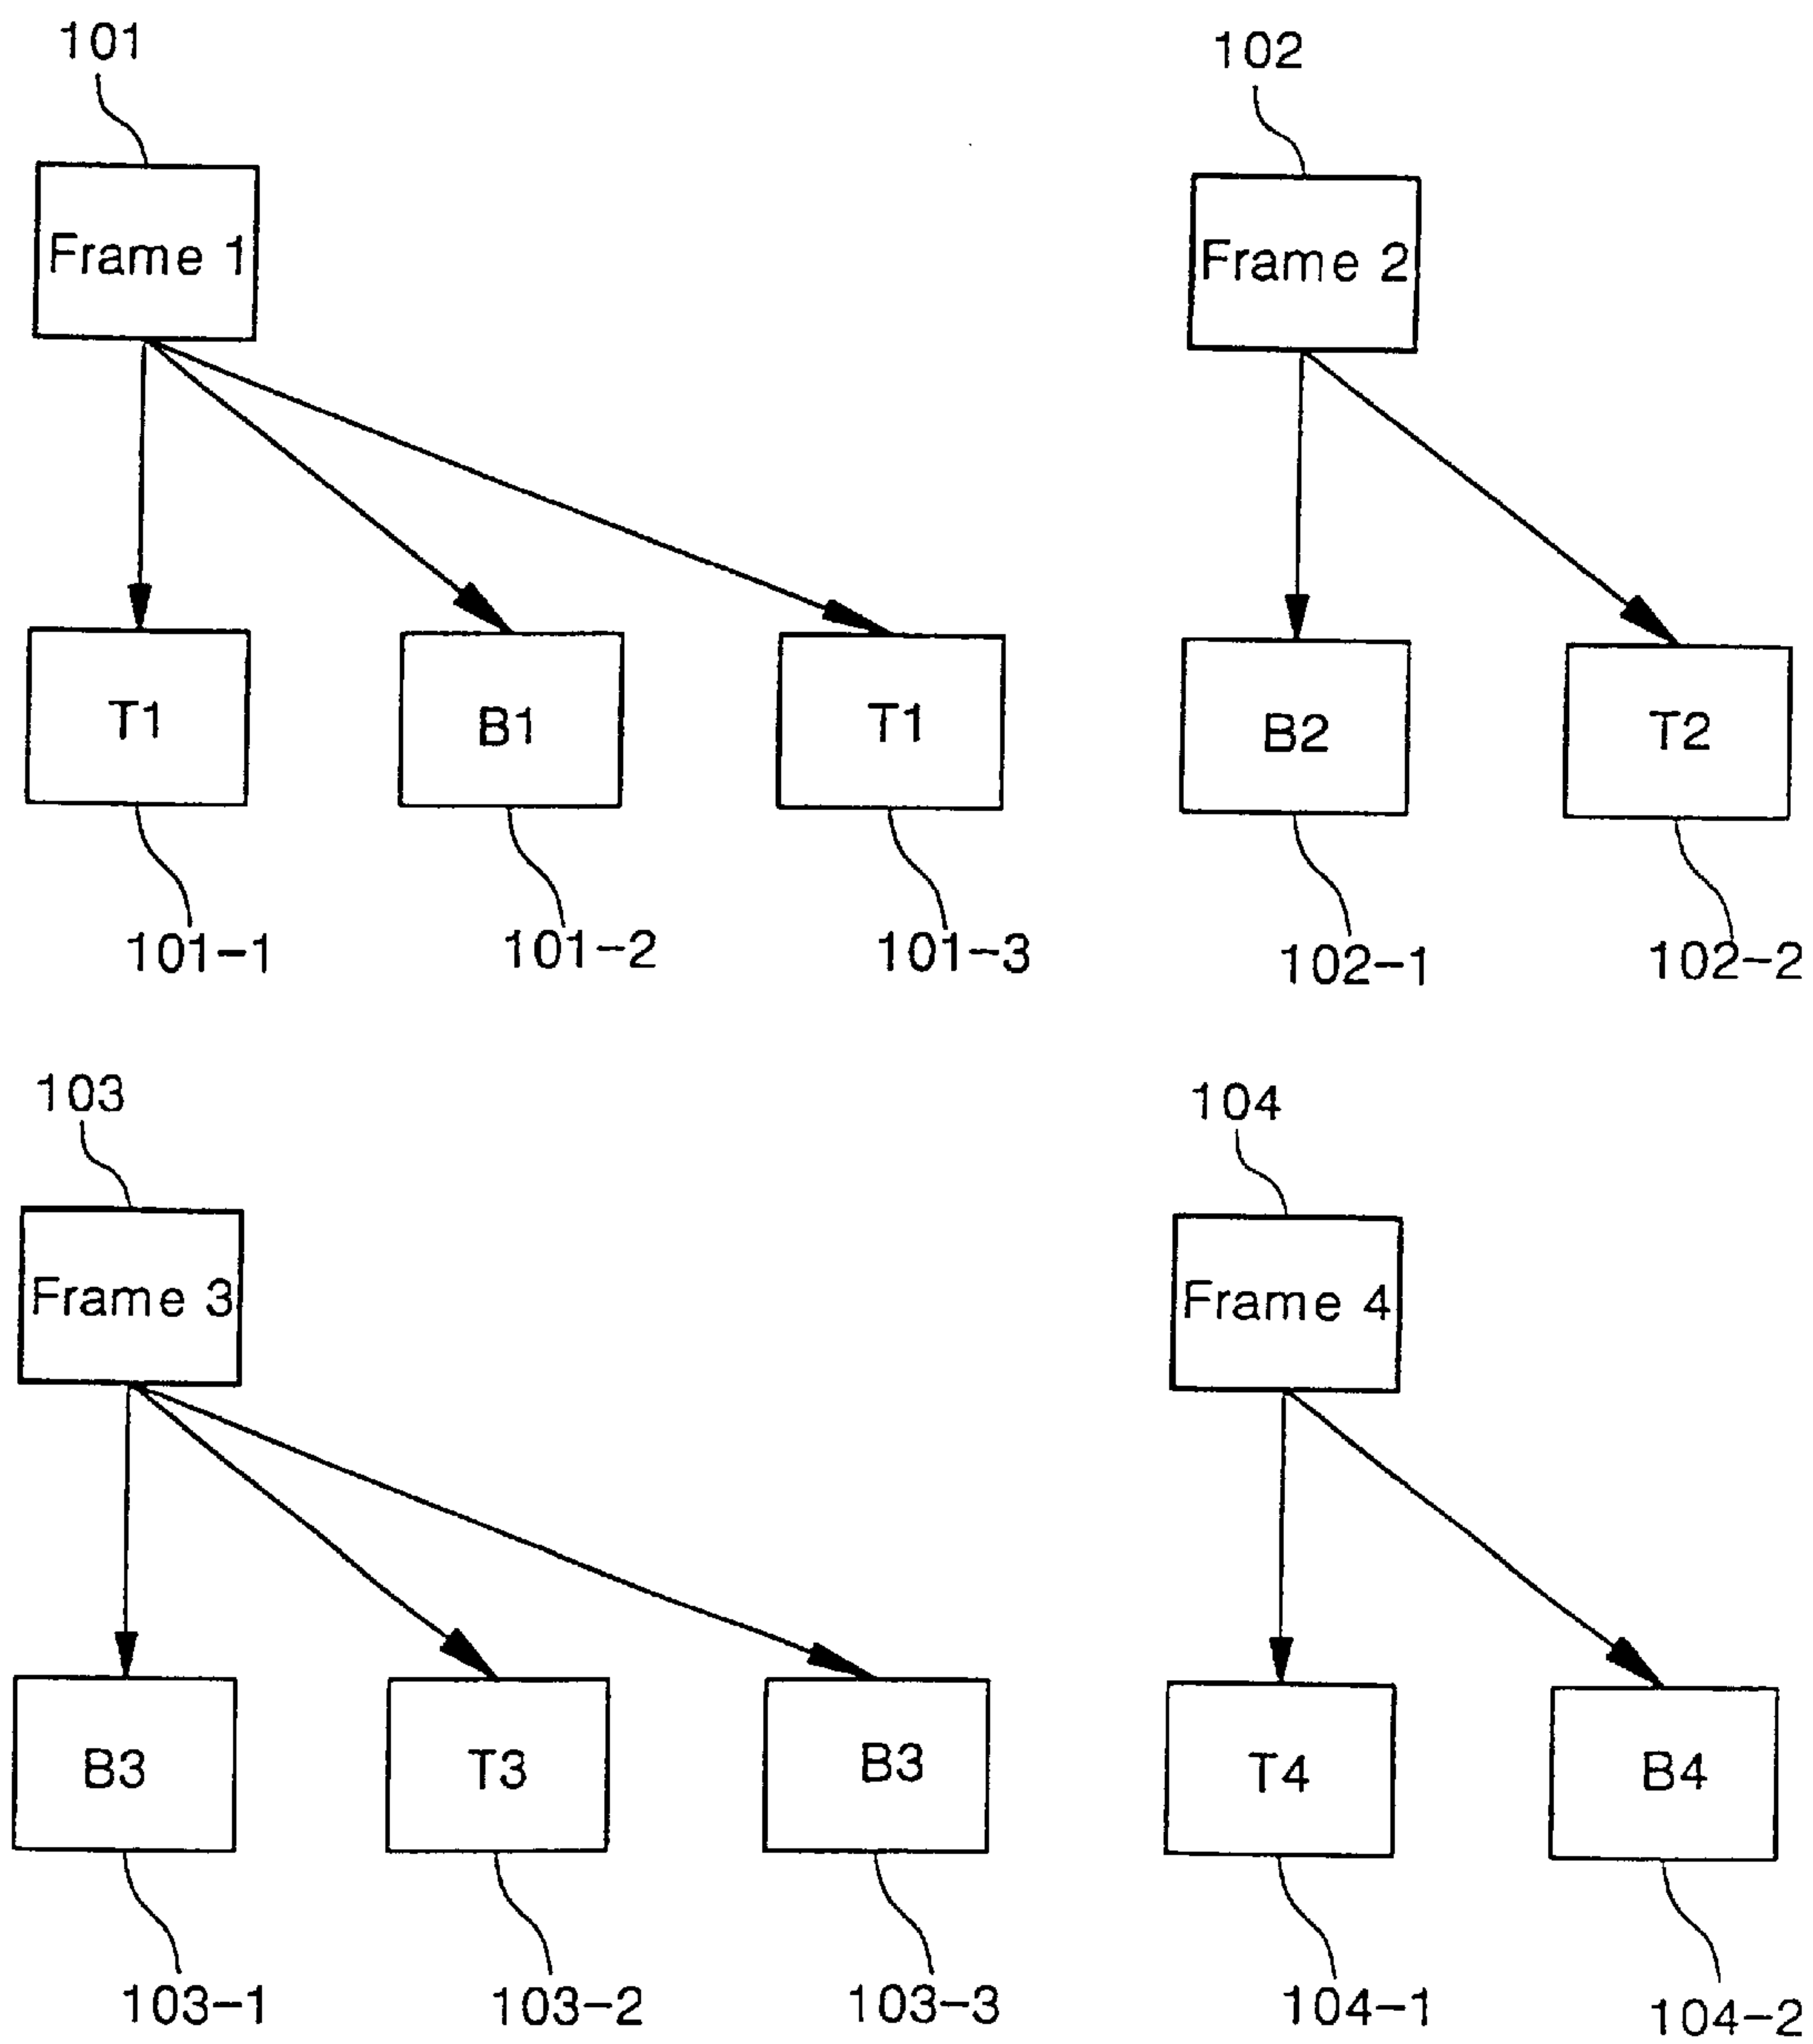 101
102
Frame 1
Frame 2
T1
B1
T1
B2
T2
101-1
101-2
101-3
102-1
102-2
103
104
Frame 3
Frame 4
B3
T3
B3
T4
B4
103-1
103-2
103-3
104-1
104-2